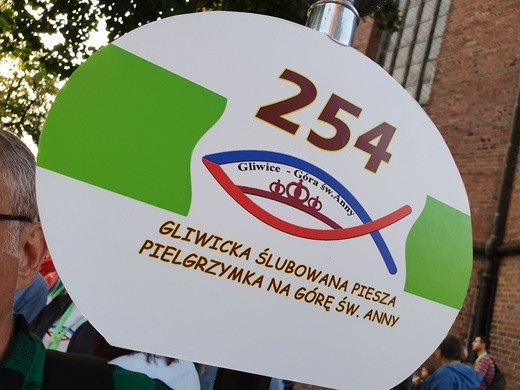 254
Gliwice - Góra św. Anny
GLIWICKA ŚLUBOWANA PIESZA
PIELGRZYMKA NA GÓRĘ ŚW. ANNY